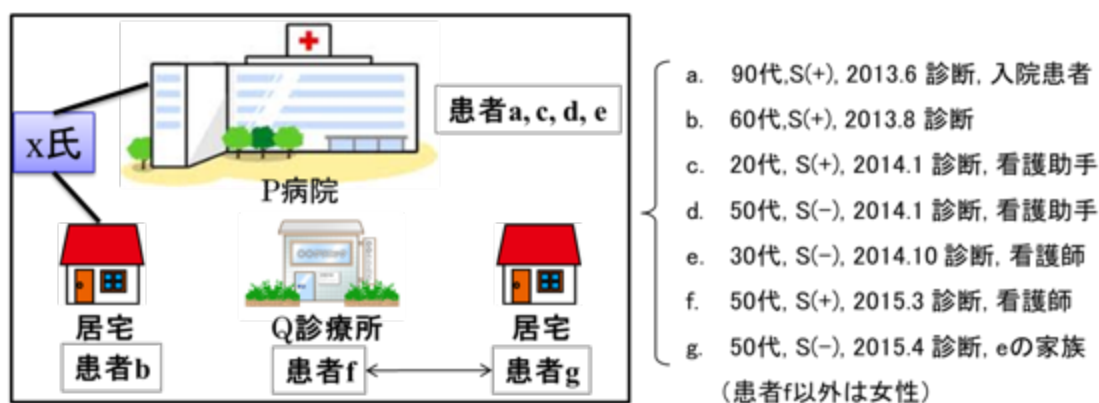 x氏
患者a, c, d, e
P病院
居宅
患者b
Q診療所
患者f
居宅
患者g
a. 90代,S(+), 2013.6 診断, 入院患者
b. 60代,S(+), 2013.8 診断
c. 20代, S(+), 2014.1 診断, 看護助手
d. 50代, S(-), 2014.1 診断, 看護助手
e. 30代, S(-), 2014.10 診断, 看護師
f. 50代, S(+), 2015.3 診断, 看護師
g. 50代, S(-), 2015.4 診断, eの家族
(患者f以外は女性)